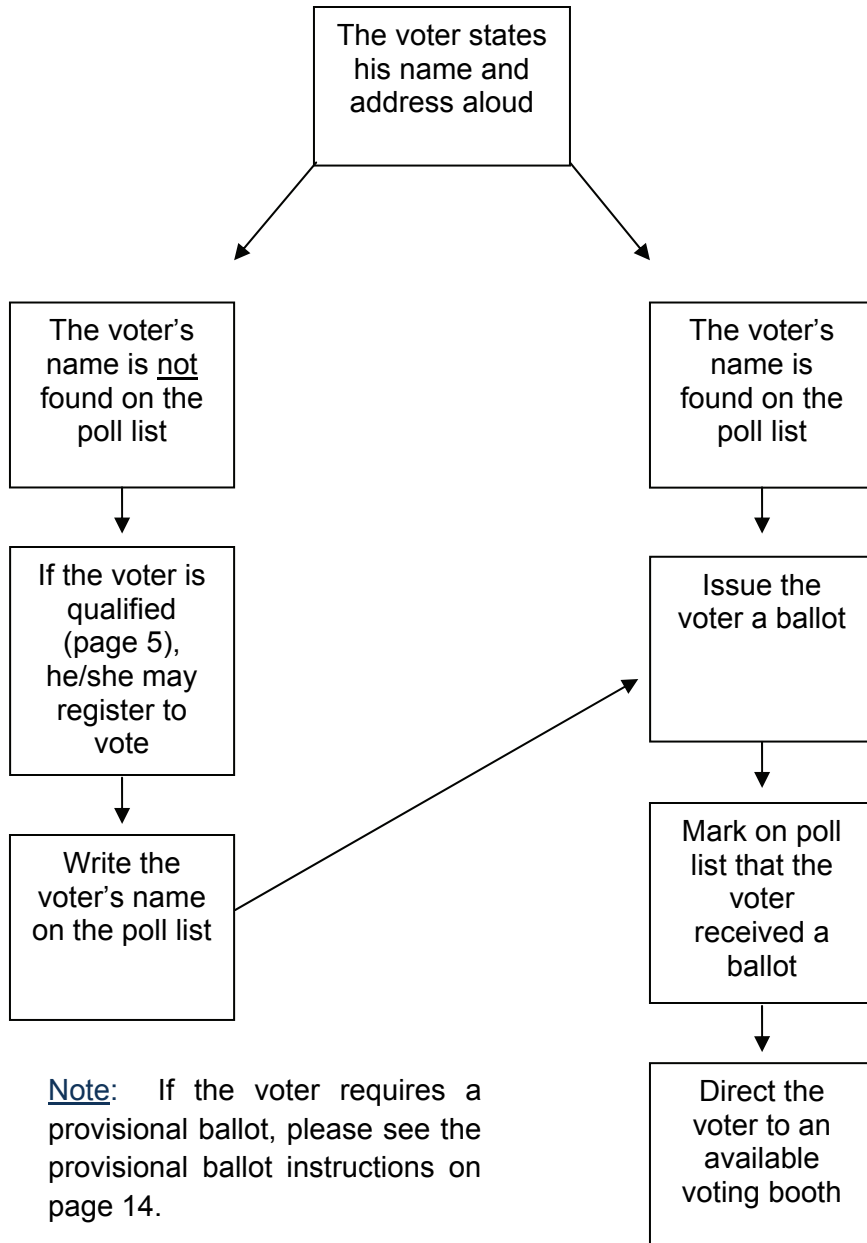 The voter states
his name and
address aloud
The voter's
name is not
found on the
poll list
If the voter is
qualified
(page 5),
he/she may
register to
vote
Write the
voter's name
on the poll list
The voter's
name is
found on the
poll list
Issue the
voter a ballot
Mark on poll
list that the
voter
received a
ballot
Direct the
voter to an
available
voting booth
Note: If the voter requires a
provisional ballot, please see the
provisional ballot instructions on
page 14.